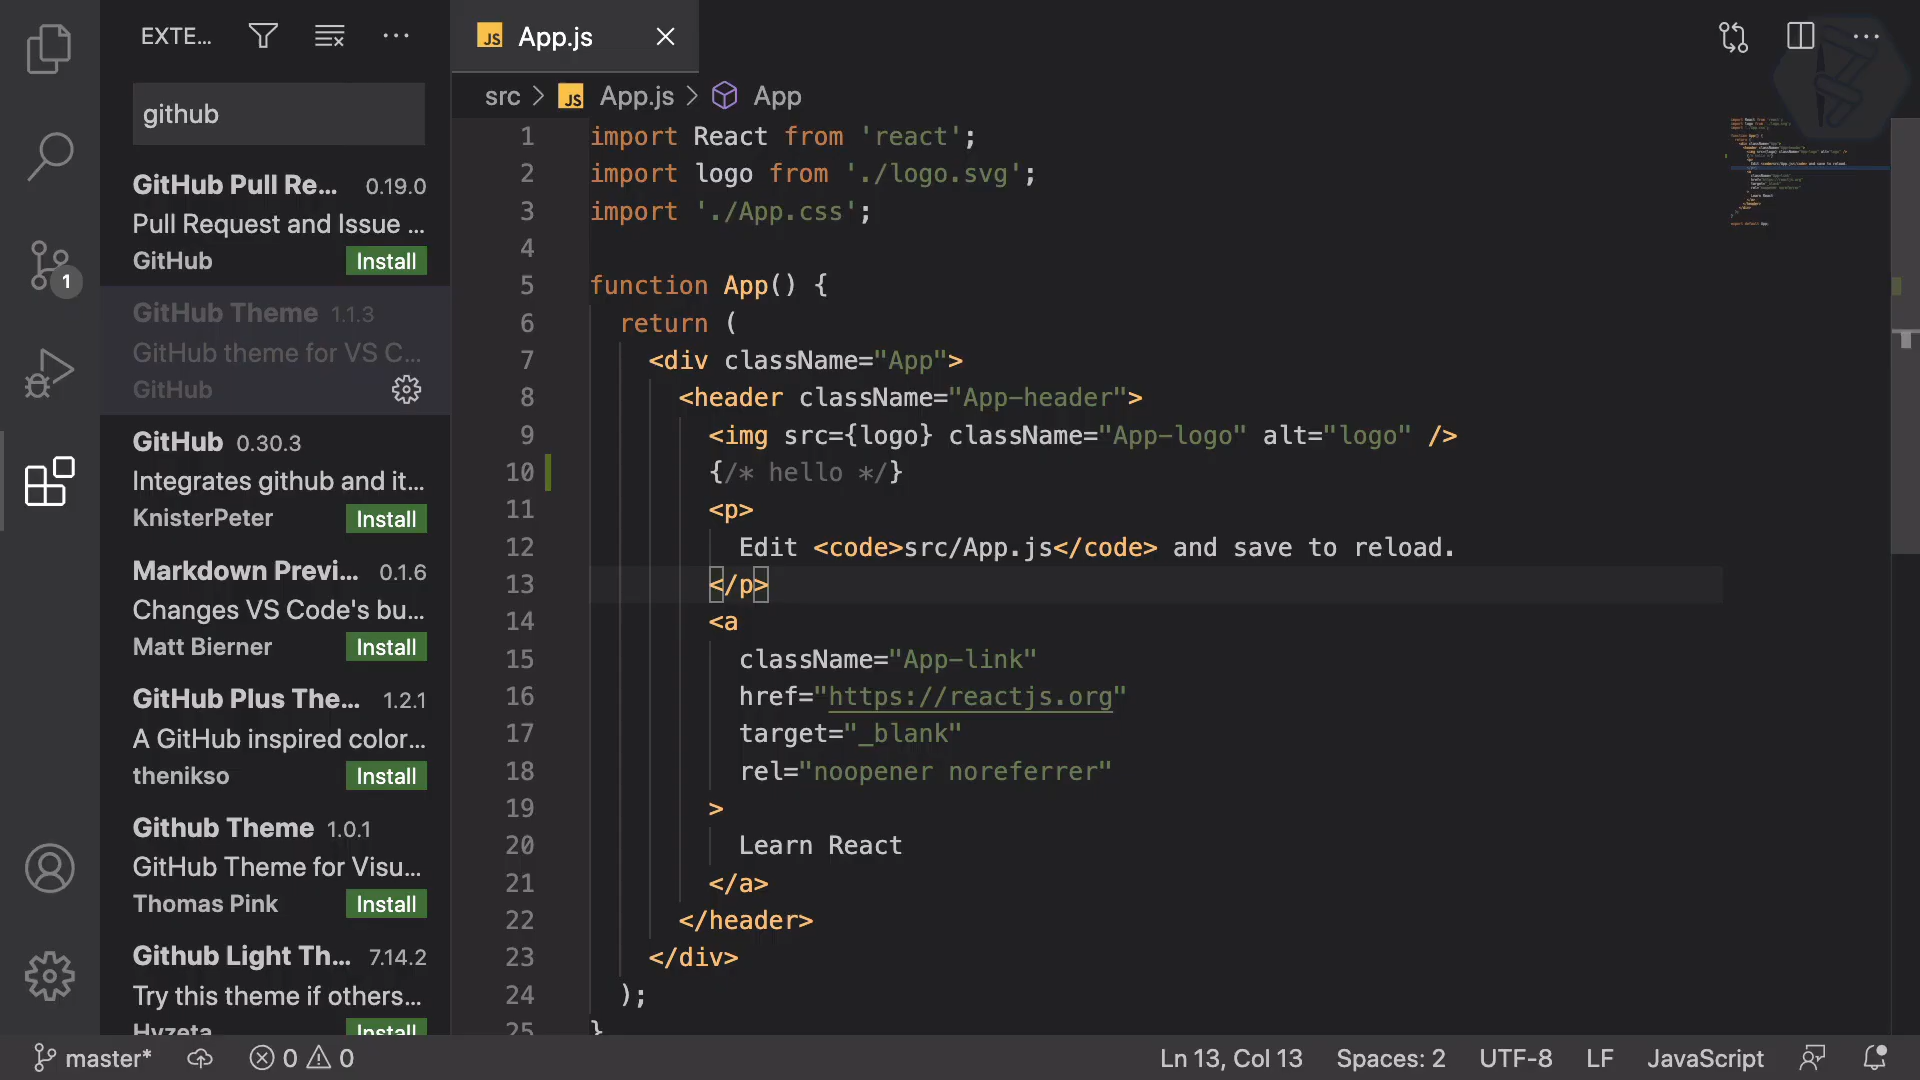 EXTE...
github
GitHub Pull Re... 0.19.0
Pull Request and Issue ...
GitHub Install
GitHub Theme 1.1.3
GitHub theme for VS C...
GitHub
GitHub 0.30.3
Integrates github and it...
KnisterPeter Install
Markdown Previ... 0.1.6
Changes VS Code's bu...
Matt Bierner Install
GitHub Plus The... 1.2.1
A GitHub inspired color...
thenikso Install
Github Theme 1.0.1
GitHub Theme for Visu...
Thomas Pink Install
Github Light Th... 7.14.2
Try this theme if others...
Hyzeta Install
1
JS App.js
src > JS App.js > App
1 import React from 'react';
2 import logo from './logo.svg';
3 import './App.css';
4
5 function App() {
6 return (
7 <div className="App">
8 <header className="App-header">
9 <img src={logo} className="App-logo" alt="logo" />
10 {/* hello */}
11 <p>
12 Edit <code>src/App.js</code> and save to reload.
13 </p>
14 <a
15 className="App-link"
16 href="https://reactjs.org"
17 target="_blank"
18 rel="noopener noreferrer"
19 >
20 Learn React
21 </a>
22 </header>
23 </div>
24 );
25 }
master* 0 0 Ln 13, Col 13 Spaces: 2 UTF-8 LF JavaScript